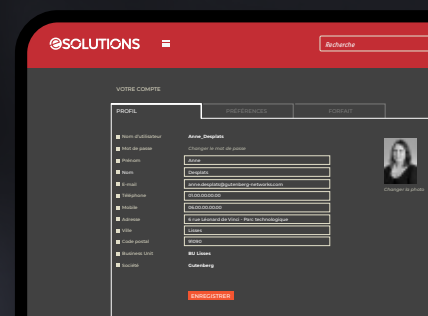 eSOLUTIONS
Recherche
VOTRE COMPTE
PROFIL PRÉFÉRENCES FORFAIT
Nom d'utilisateur Anne_Desplats
Mot de passe Changer le mot de passe
Prénom Anne
Nom Desplats
E-mail anne.desplats@gutenberg-networks.com
Téléphone 01.00.00.00.00
Mobile 06.00.00.00.00
Adresse 6 rue Léonard de Vinci - Parc technologique
Ville Lisses
Code postal 91090
Business Unit BU Lisses
Société Gutenberg
Changer la photo
ENREGISTRER